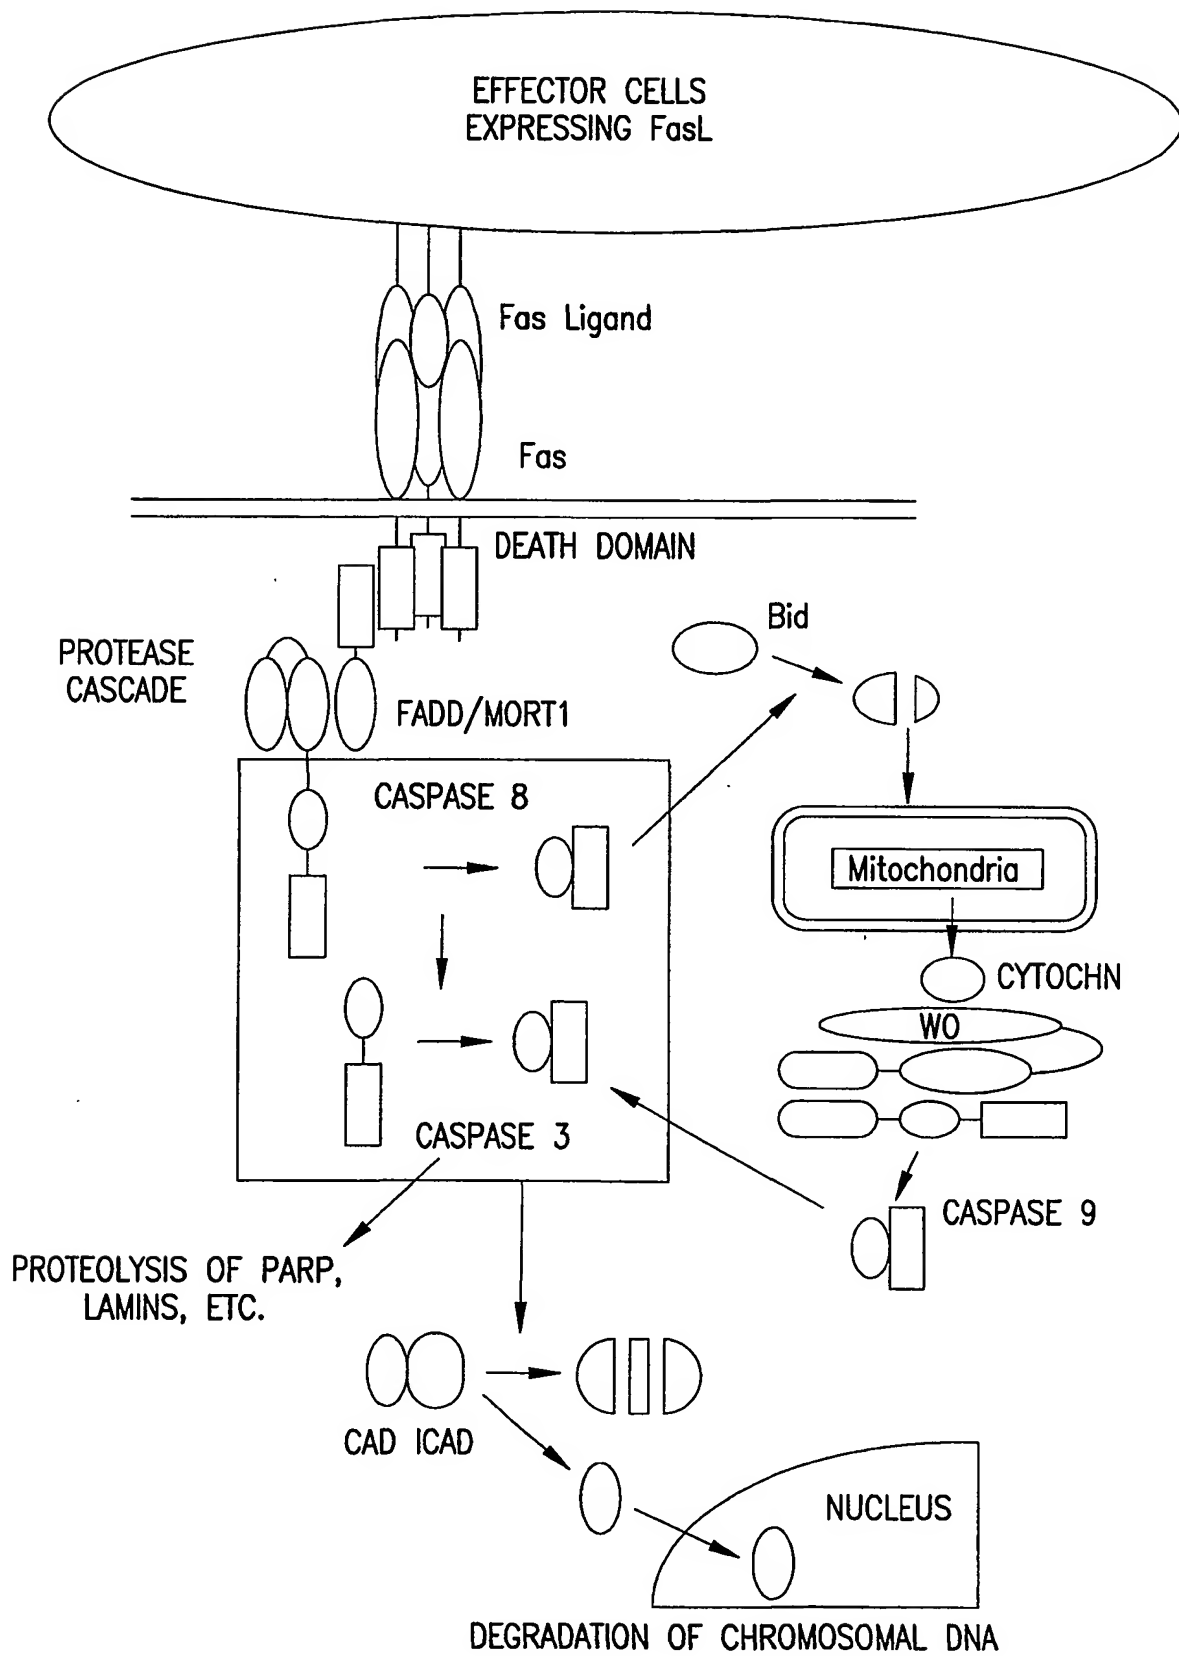 EFFECTOR CELLS
EXPRESSING FasL
Fas Ligand
Fas
DEATH DOMAIN
Bid
PROTEASE
CASCADE
FADD/MORT1
CASPASE 8
Mitochondria
CYTOCHN
WO
CASPASE 3
CASPASE 9
PROTEOLYSIS OF PARP,
LAMINS, ETC.
CAD ICAD
NUCLEUS
DEGRADATION OF CHROMOSOMAL DNA